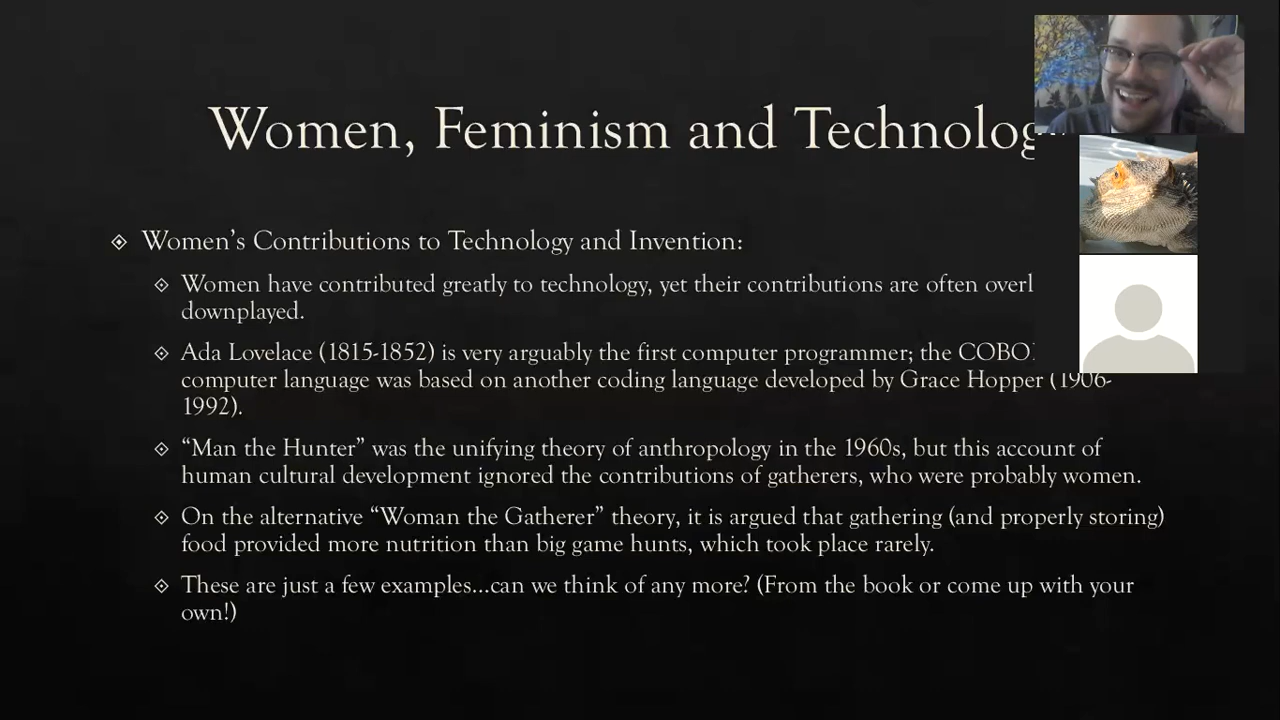 Women, Feminism and Technolog
Women's Contributions to Technology and Invention:
Women have contributed greatly to technology, yet their contributions are often overl
downplayed.
Ada Lovelace (1815-1852) is very arguably the first computer programmer; the COBO
computer language was based on another coding language developed by Grace Hopper (1906-
1992).
“Man the Hunter” was the unifying theory of anthropology in the 1960s, but this account of
human cultural development ignored the contributions of gatherers, who were probably women.
On the alternative “Woman the Gatherer” theory, it is argued that gathering (and properly storing)
food provided more nutrition than big game hunts, which took place rarely.
These are just a few examples...can we think of any more? (From the book or come up with your
own!)